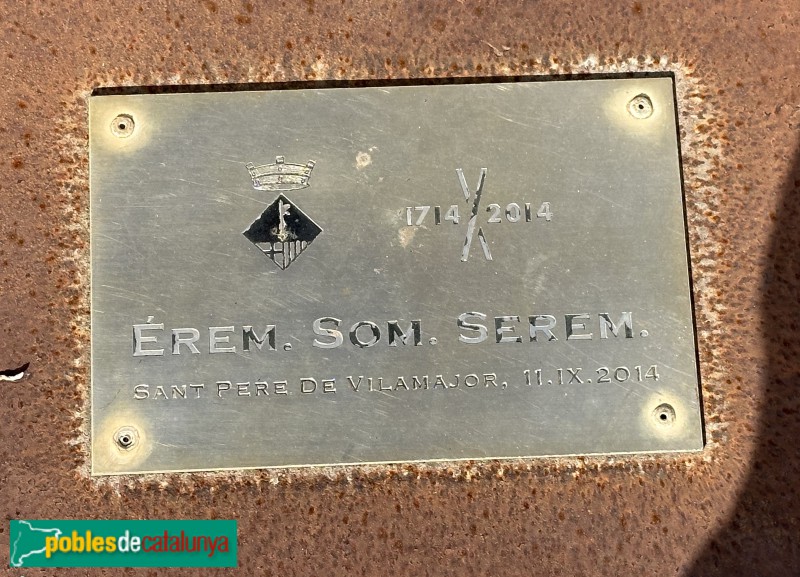 1714 2014
ÉREM. SOM. SEREM.
SANT PERE DE VILAMAJOR, 11.IX.2014
poblesdecatalunya